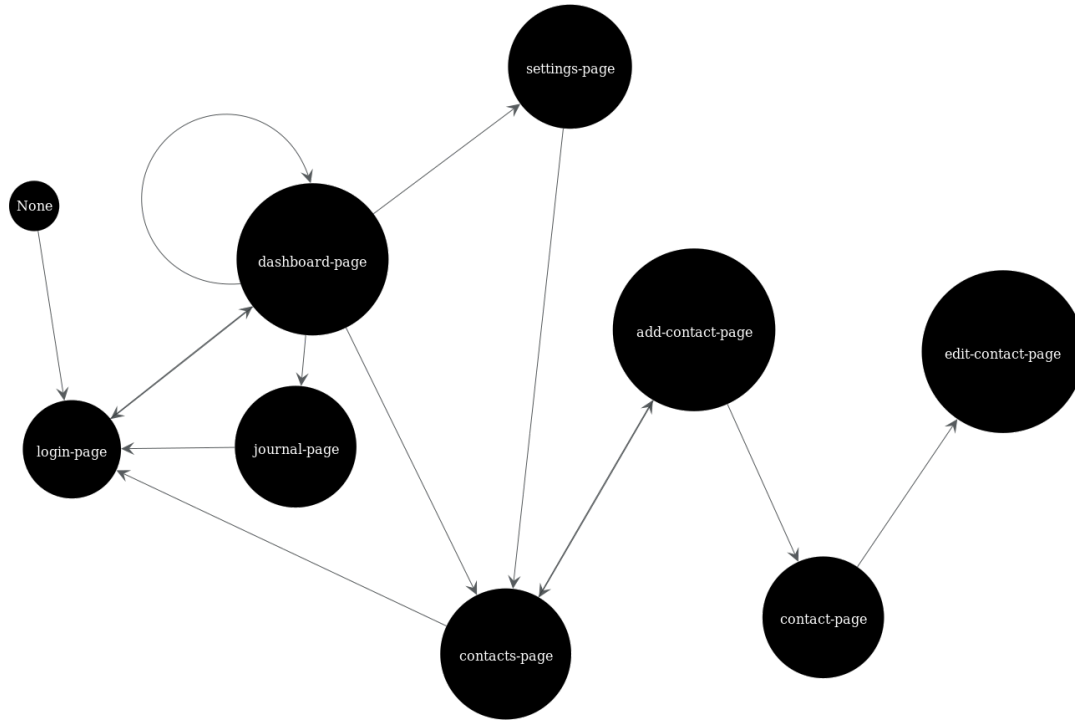 settings-page
None
dashboard-page
add-contact-page
edit-contact-page
login-page
journal-page
contact-page
contacts-page